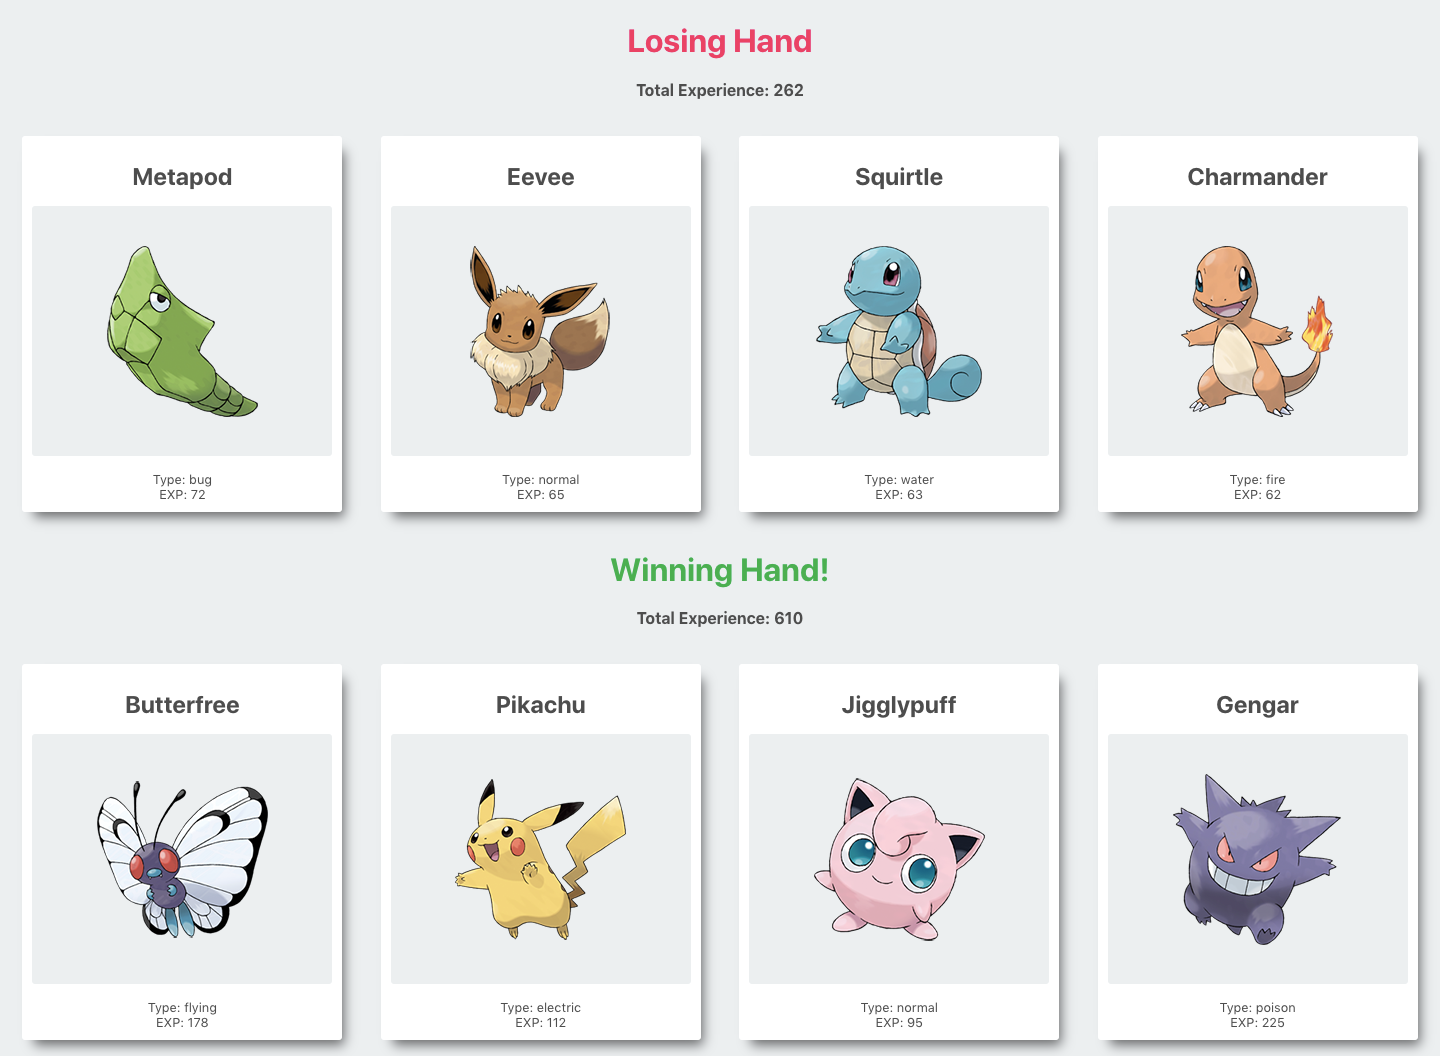 Losing Hand
Total Experience: 262
Metapod
Type: bug
EXP: 72
Eevee
Type: normal
EXP: 65
Squirtle
Type: water
EXP: 63
Charmander
Type: fire
EXP: 62
Winning Hand!
Total Experience: 610
Butterfree
Type: flying
EXP: 178
Pikachu
Type: electric
EXP: 112
Jigglypuff
Type: normal
EXP: 95
Gengar
Type: poison
EXP: 225